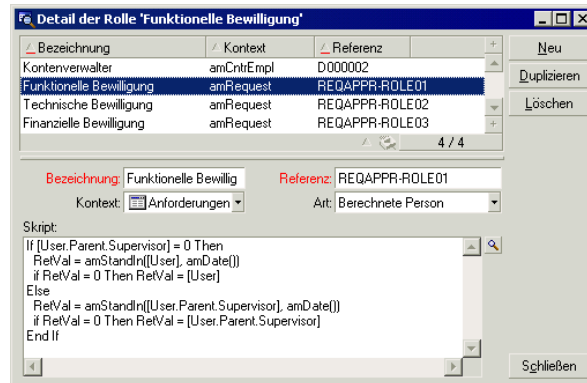 Detail der Rolle 'Funktionelle Bewilligung'
Bezeichnung Kontext Referenz
Kontenverwalter amCntrEmpl D000002
Funktionelle Bewilligung amRequest REQAPPR-ROLE01
Technische Bewilligung amRequest REQAPPR-ROLE02
Finanzielle Bewilligung amRequest REQAPPR-ROLE03
4 / 4
Neu
Duplizieren
Löschen
Bezeichnung: Funktionelle Bewillig Referenz: REQAPPR-ROLE01
Kontext: Anforderungen Art: Berechnete Person
Skript:
If [User.Parent.Supervisor] = 0 Then
RetVal = amStandIn([User], amDate())
if RetVal = 0 Then RetVal = [User]
Else
RetVal = amStandIn([User.Parent.Supervisor], amDate())
if RetVal = 0 Then RetVal = [User.Parent.Supervisor]
End If
Schließen